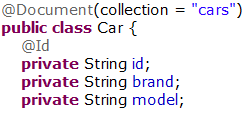 @Document(collection = "cars")
public class Car {
    @Id
    private String id;
    private String brand;
    private String model;